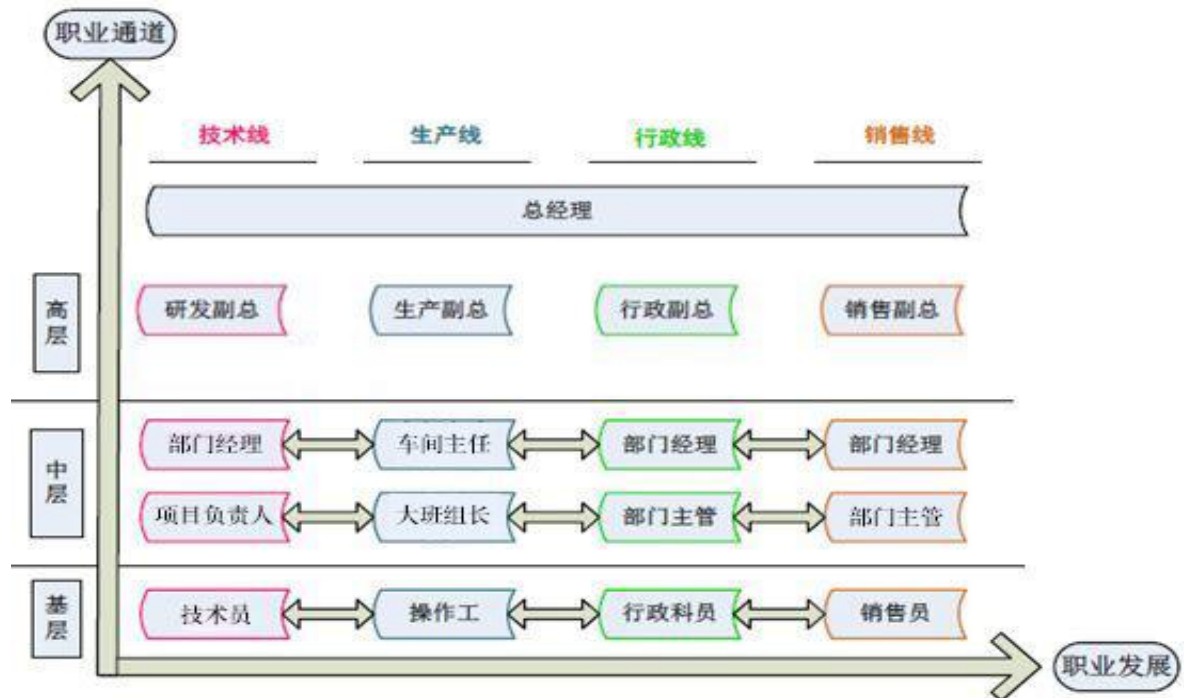 职业通道
技术线 生产线 行政线 销售线
总经理
高层
研发副总 生产副总 行政副总 销售副总
中层
部门经理 车间主任 部门经理 部门经理
项目负责人 大班组长 部门主管 部门主管
基层
技术员 操作工 行政科员 销售员
职业发展